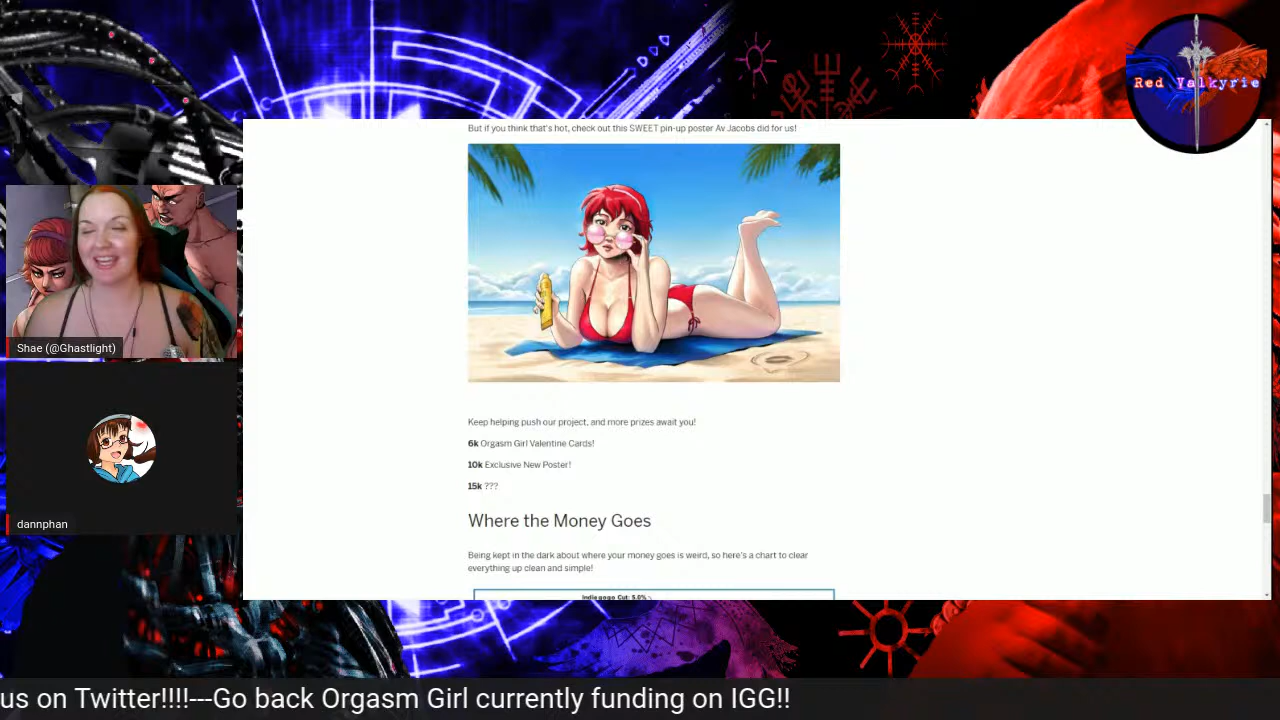 Red Valkyrie
But if you think that's hot, check out this SWEET pin-up poster Av Jacobs did for us!
Shae (@Ghastlight)
dannphan
Keep helping push our project, and more prizes await you!
6k Orgasm Girl Valentine Cards!
10k Exclusive New Poster!
15k ???
Where the Money Goes
Being kept in the dark about where your money goes is weird, so here's a chart to clear
everything up clean and simple!
Indiegogo Cut: 5.0%
us on Twitter!!!!---Go back Orgasm Girl currently funding on IGG!!